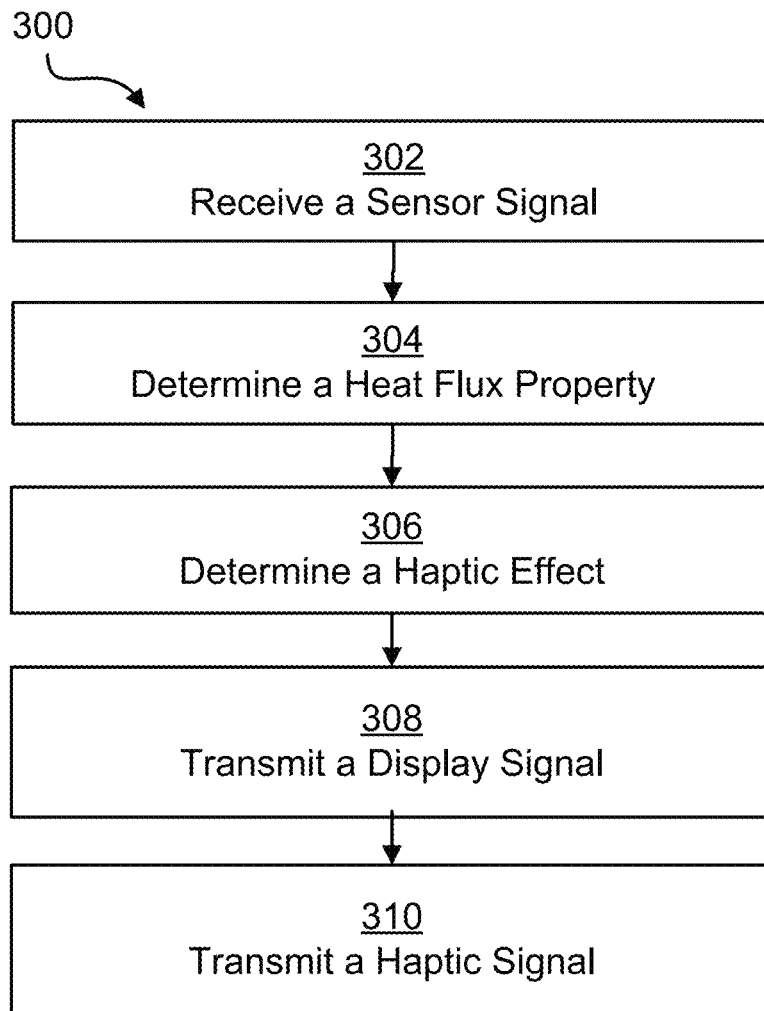 300
302
Receive a Sensor Signal
304
Determine a Heat Flux Property
306
Determine a Haptic Effect
308
Transmit a Display Signal
310
Transmit a Haptic Signal